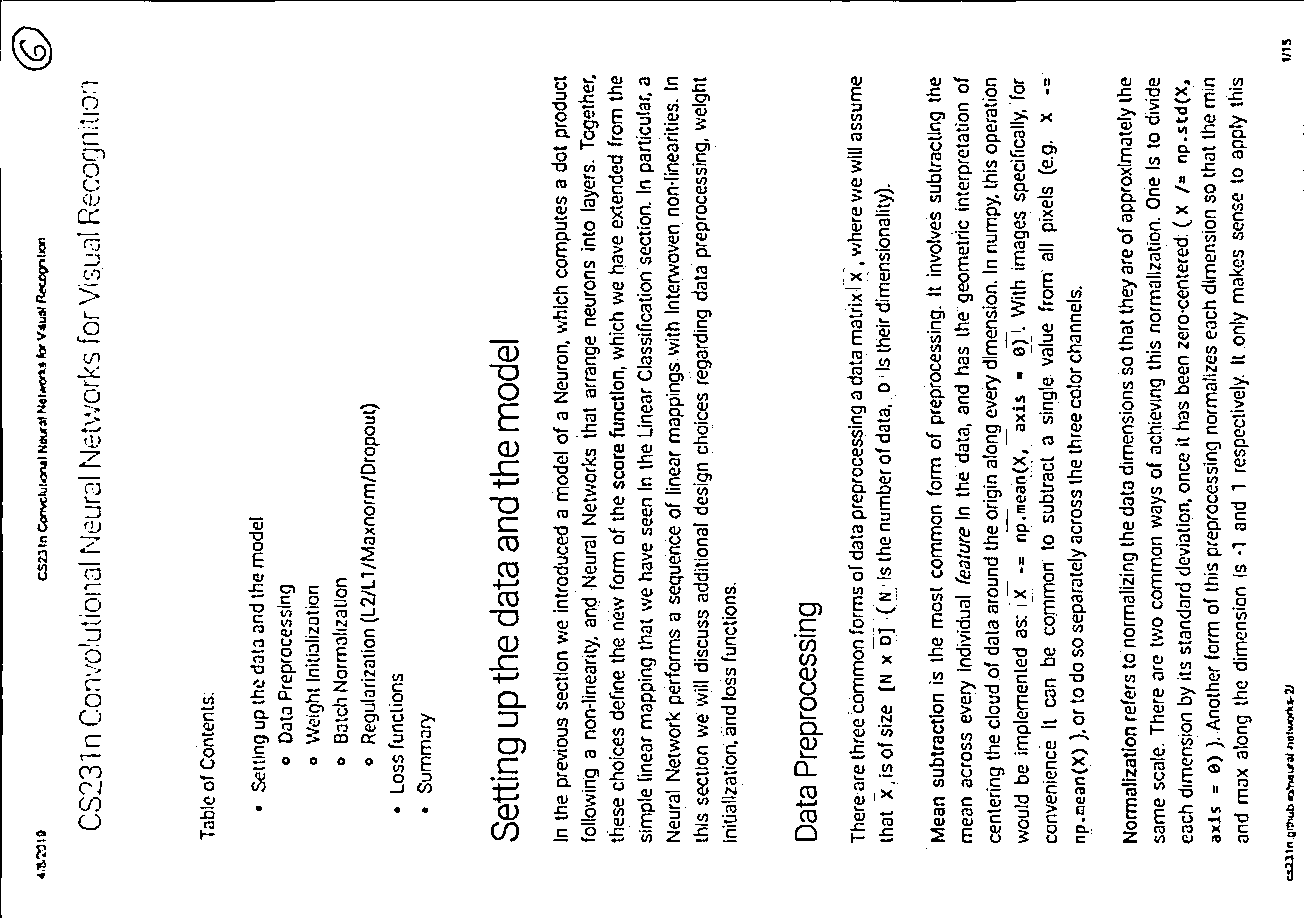 4/8/2019
CS231n Convolutional Neural Networks for Visual Recognition
6
CS231n Convolutional Neural Networks for Visual Recognition
Table of Contents:
• Setting up the data and the model
∘ Data Preprocessing
∘ Weight Initialization
∘ Batch Normalization
∘ Regularization (L2/L1/Maxnorm/Dropout)
• Loss functions
• Summary
Setting up the data and the model
In the previous section we introduced a model of a Neuron, which computes a dot product
following a non-linearity, and Neural Networks that arrange neurons into layers. Together,
these choices define the new form of the score function, which we have extended from the
simple linear mapping that we have seen in the Linear Classification section. In particular, a
Neural Network performs a sequence of linear mappings with interwoven non-linearities. In
this section we will discuss additional design choices regarding data preprocessing, weight
initialization, and loss functions.
Data Preprocessing
There are three common forms of data preprocessing a data matrix X , where we will assume
that X is of size [N x D] ( N is the number of data, D is their dimensionality).
Mean subtraction is the most common form of preprocessing. It involves subtracting the
mean across every individual feature in the data, and has the geometric interpretation of
centering the cloud of data around the origin along every dimension. In numpy, this operation
would be implemented as: X -= np.mean(X, axis = 0) . With images specifically, for
convenience it can be common to subtract a single value from all pixels (e.g. X -=
np.mean(X) ), or to do so separately across the three color channels.
Normalization refers to normalizing the data dimensions so that they are of approximately the
same scale. There are two common ways of achieving this normalization. One is to divide
each dimension by its standard deviation, once it has been zero-centered: ( X /= np.std(X,
axis = 0) ). Another form of this preprocessing normalizes each dimension so that the min
and max along the dimension is -1 and 1 respectively. It only makes sense to apply this
cs231n.github.io/neural-networks-2/
1/15